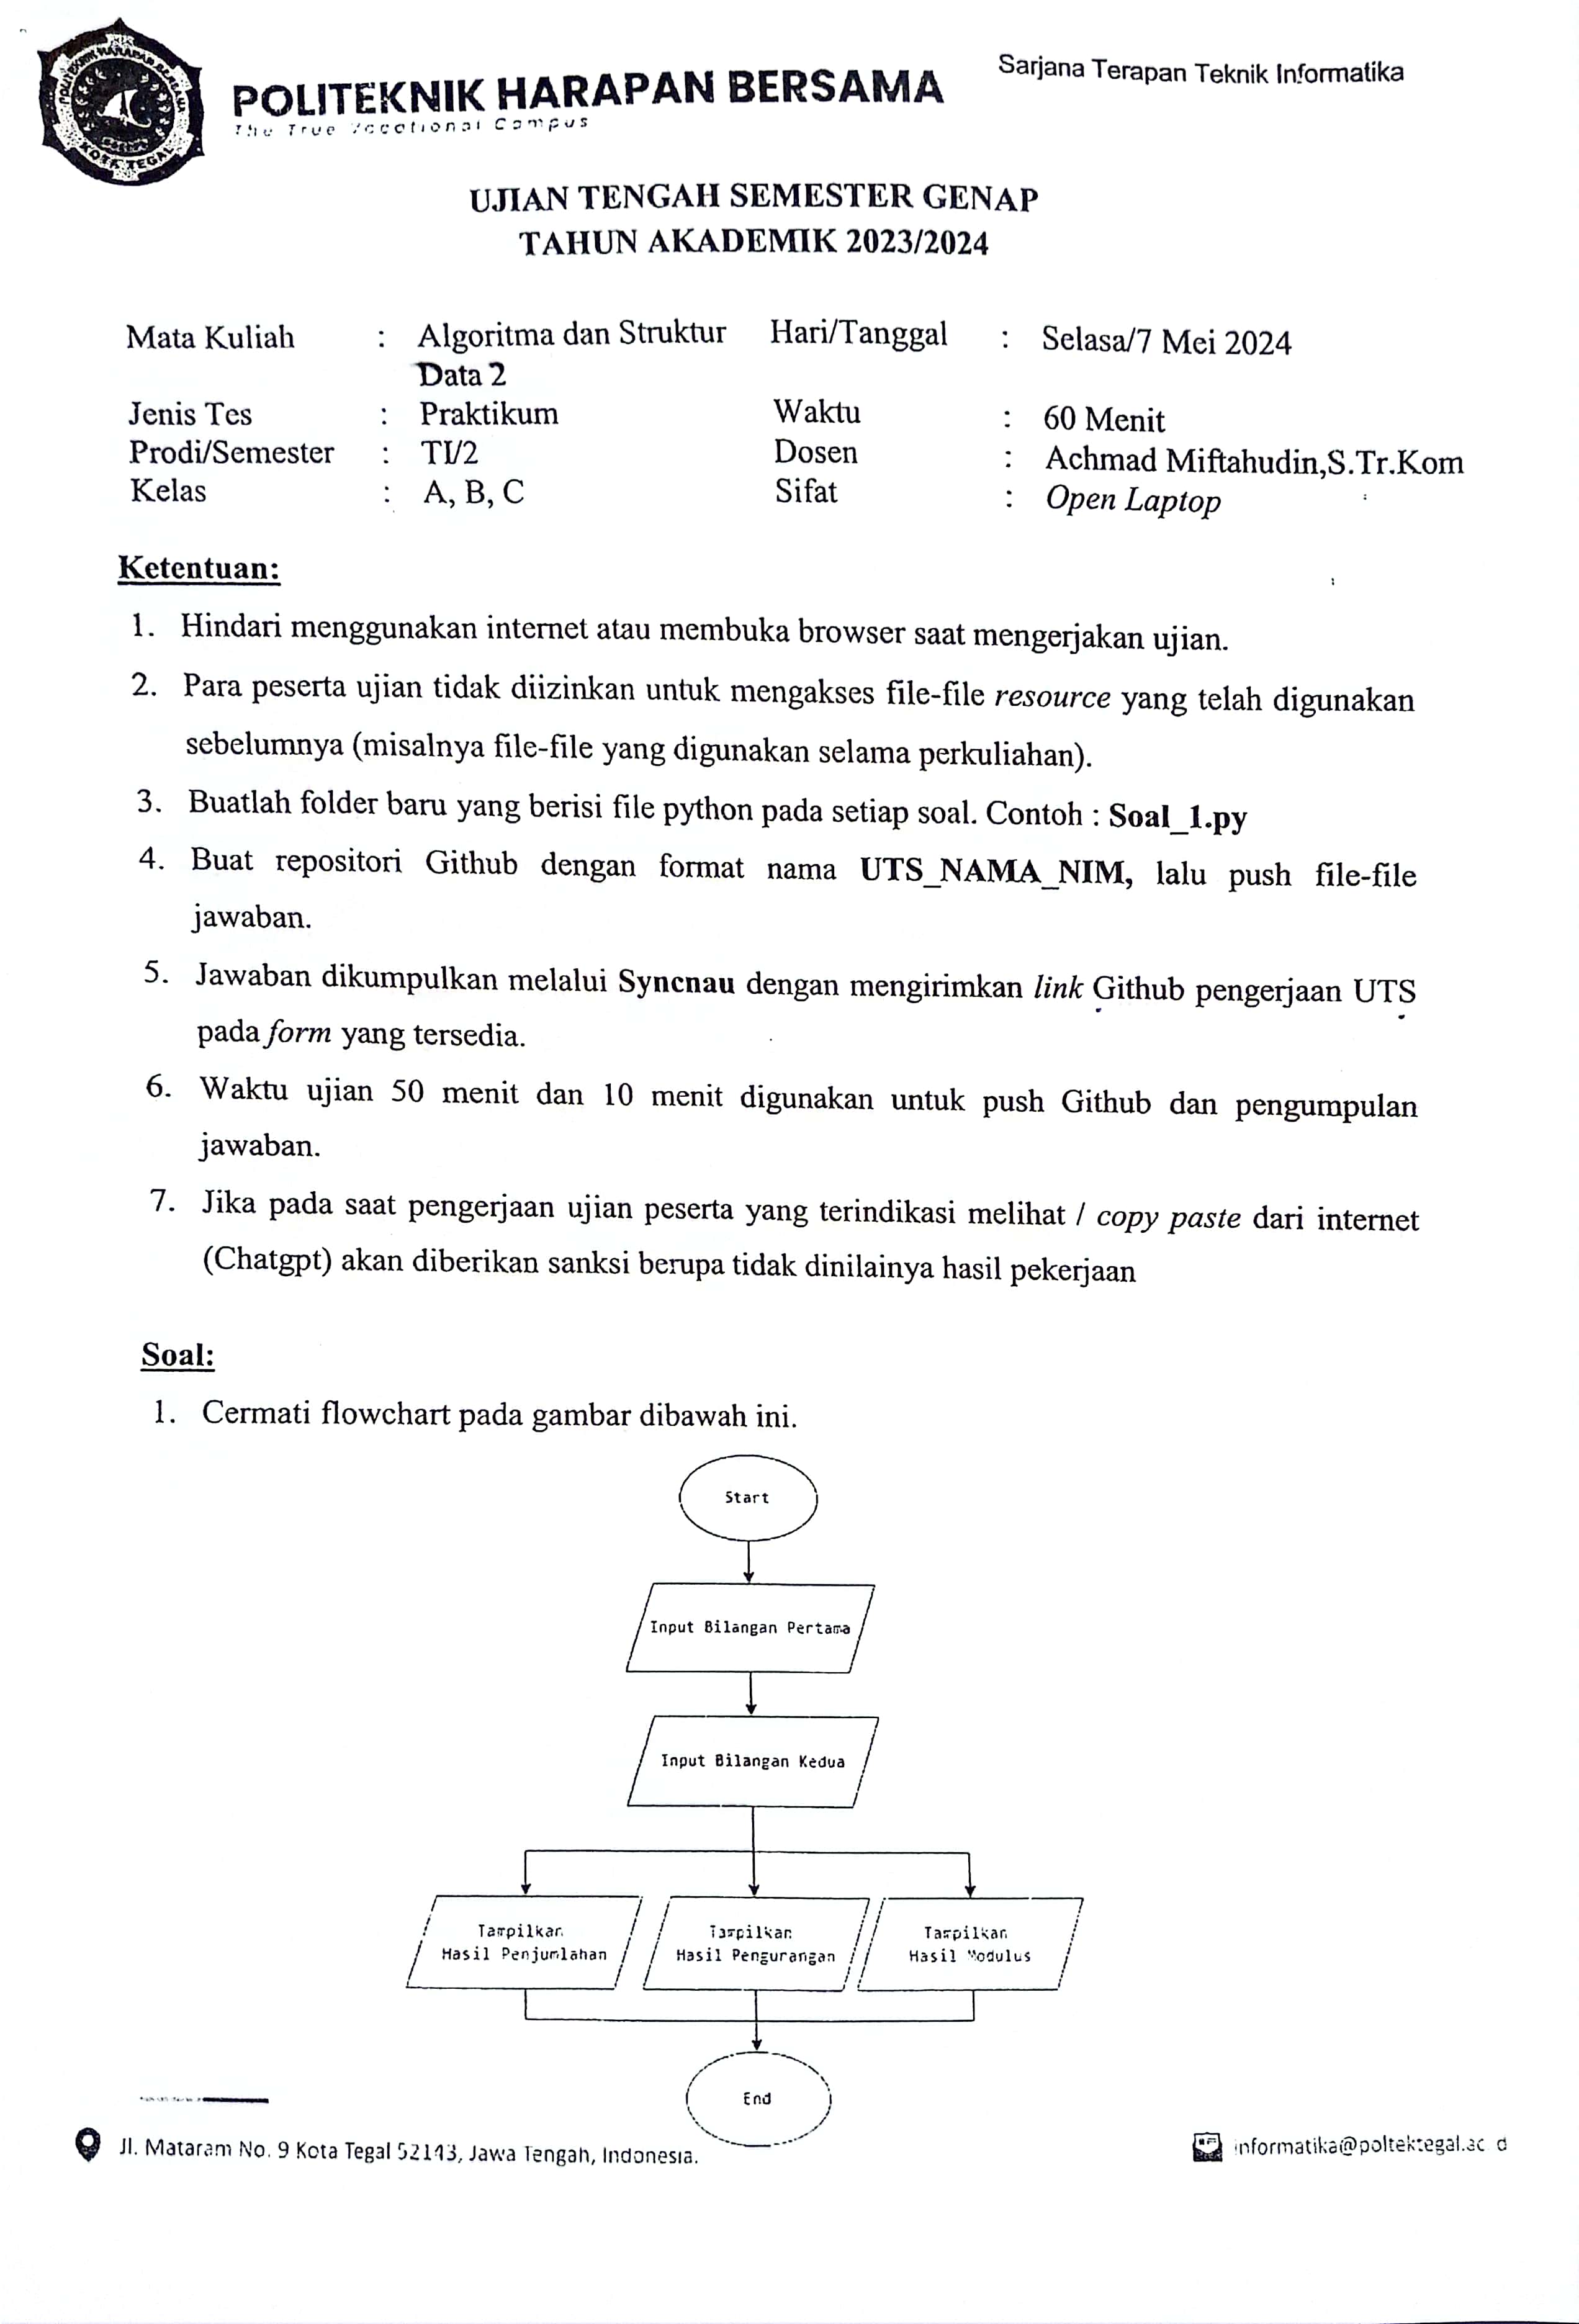 POLITEKNIK HARAPAN BERSAMA
The True Vocational Campus
Sarjana Terapan Teknik Informatika
KOTA TEGAL
UJIAN TENGAH SEMESTER GENAP
TAHUN AKADEMIK 2023/2024
Mata Kuliah : Algoritma dan Struktur Data 2
Hari/Tanggal : Selasa/7 Mei 2024
Jenis Tes : Praktikum
Waktu : 60 Menit
Prodi/Semester : TI/2
Dosen : Achmad Miftahudin,S.Tr.Kom
Kelas : A, B, C
Sifat : Open Laptop
Ketentuan:
1. Hindari menggunakan internet atau membuka browser saat mengerjakan ujian.
2. Para peserta ujian tidak diizinkan untuk mengakses file-file resource yang telah digunakan
sebelumnya (misalnya file-file yang digunakan selama perkuliahan).
3. Buatlah folder baru yang berisi file python pada setiap soal. Contoh : Soal_1.py
4. Buat repositori Github dengan format nama UTS_NAMA_NIM, lalu push file-file
jawaban.
5. Jawaban dikumpulkan melalui Syncnau dengan mengirimkan link Github pengerjaan UTS
pada form yang tersedia.
6. Waktu ujian 50 menit dan 10 menit digunakan untuk push Github dan pengumpulan
jawaban.
7. Jika pada saat pengerjaan ujian peserta yang terindikasi melihat / copy paste dari internet
(Chatgpt) akan diberikan sanksi berupa tidak dinilainya hasil pekerjaan
Soal:
1. Cermati flowchart pada gambar dibawah ini.
Start
Input Bilangan Pertama
Input Bilangan Kedua
Tampilkan
Hasil Penjumlahan
Tampilkan
Hasil Pengurangan
Tampilkan
Hasil Modulus
End
Jl. Mataram No. 9 Kota Tegal 52143, Jawa Tengah, Indonesia.
informatika@poltektegal.ac d